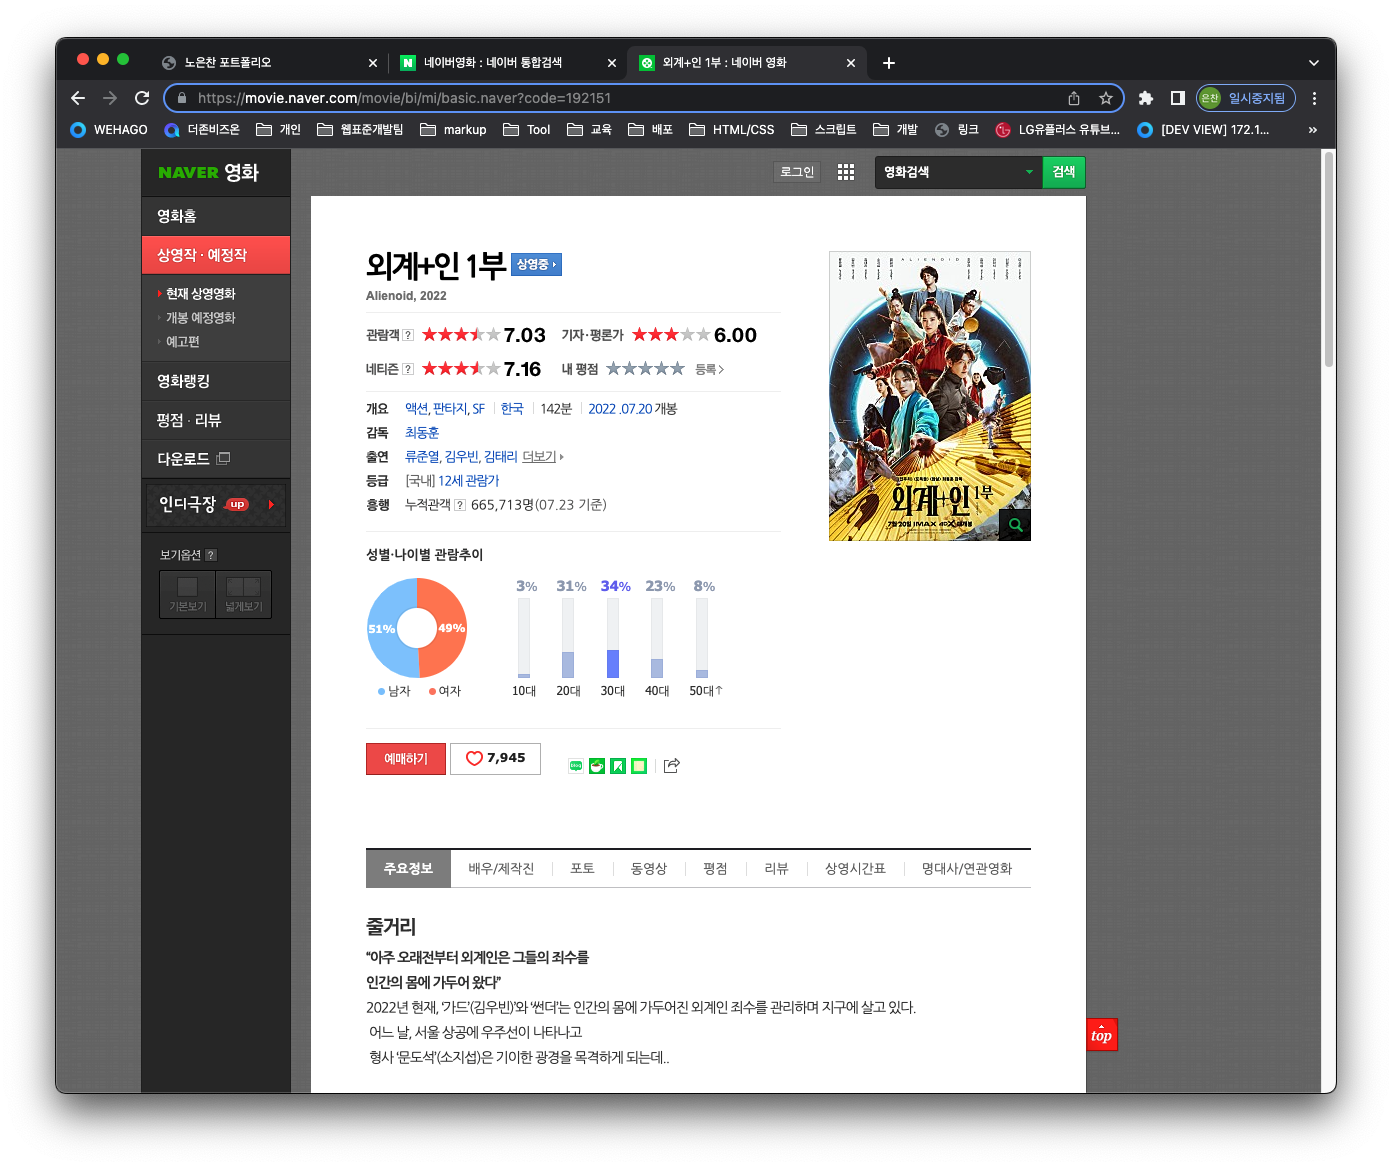 노은찬 포트폴리오
네이버영화 : 네이버 통합검색
외계+인 1부 : 네이버 영화
https://movie.naver.com/movie/bi/mi/basic.naver?code=192151
은찬 일시중지됨
WEHAGO 더존비즈온 개인 웹표준개발팀 markup Tool 교육 배포 HTML/CSS 스크립트 개발 링크 LG유플러스 유튜브... [DEV VIEW] 172.1... »
NAVER 영화
로그인
영화검색
검색
영화홈
상영작 · 예정작
현재 상영영화
개봉 예정영화
예고편
영화랭킹
평점 · 리뷰
다운로드
인디극장 up
보기옵션 ?
기본보기 넓게보기
외계+인 1부 상영중
Alienoid, 2022
관람객 ? 7.03 기자·평론가 6.00
네티즌 ? 7.16 내 평점 등록 >
개요 액션, 판타지, SF 한국 142분 2022 .07.20 개봉
감독 최동훈
출연 류준열, 김우빈, 김태리 더보기
등급 [국내] 12세 관람가
흥행 누적관객 ? 665,713명(07.23 기준)
ALIENOID
외계+인 1부
7월 20일 IMAX 4DX 대개봉
성별·나이별 관람추이
51% 49%
남자 여자
3% 31% 34% 23% 8%
10대 20대 30대 40대 50대↑
예매하기
7,945
blog
주요정보 배우/제작진 포토 동영상 평점 리뷰 상영시간표 명대사/연관영화
줄거리
“아주 오래전부터 외계인은 그들의 죄수를
인간의 몸에 가두어 왔다”
2022년 현재, ‘가드’(김우빈)’와 ‘썬더’는 인간의 몸에 가두어진 외계인 죄수를 관리하며 지구에 살고 있다.
어느 날, 서울 상공에 우주선이 나타나고
형사 ‘문도석’(소지섭)은 기이한 광경을 목격하게 되는데..
top